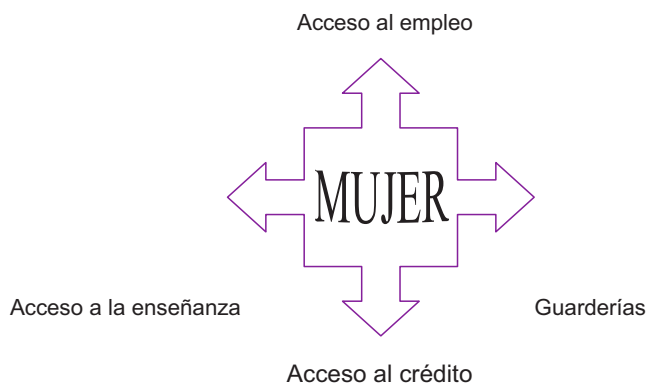 Acceso al empleo
MUJER
Acceso a la enseñanza
Guarderías
Acceso al crédito